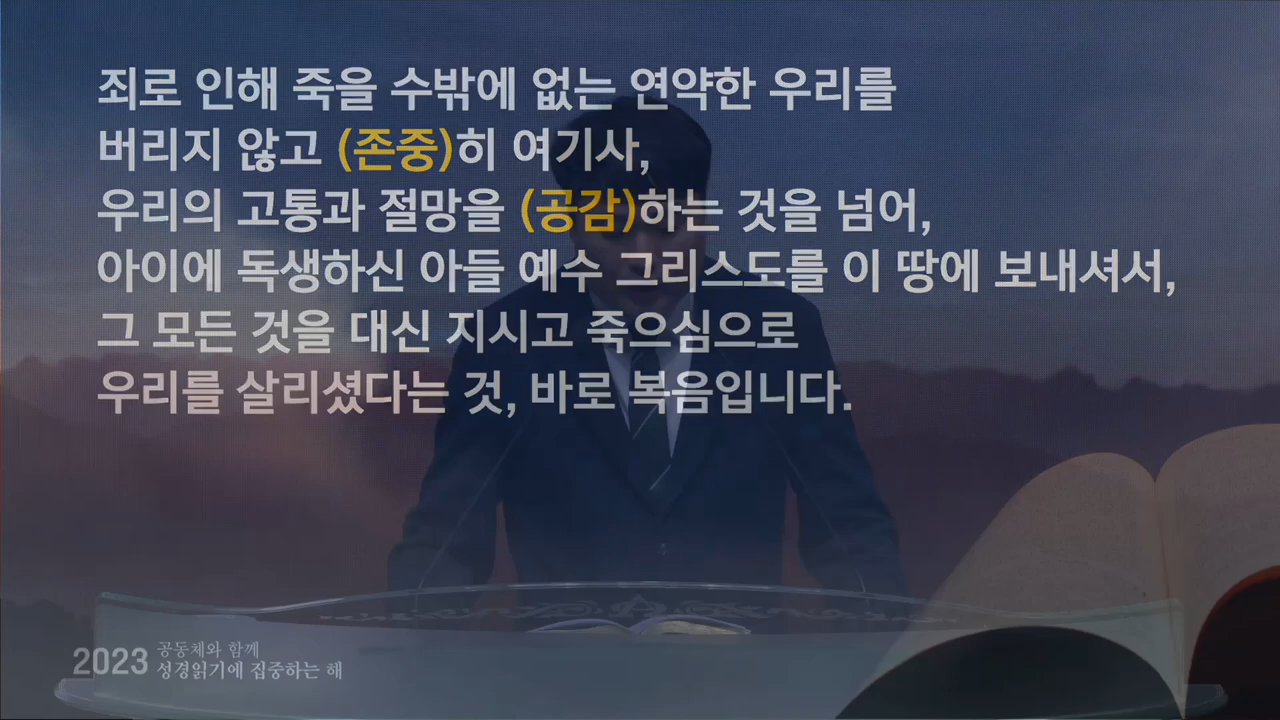 죄로 인해 죽을 수밖에 없는 연약한 우리를
버리지 않고 (존중)히 여기사,
우리의 고통과 절망을 (공감)하는 것을 넘어,
아이에 독생하신 아들 예수 그리스도를 이 땅에 보내셔서,
그 모든 것을 대신 지시고 죽으심으로
우리를 살리셨다는 것, 바로 복음입니다.
2023 공동체와 함께
성경읽기에 집중하는 해